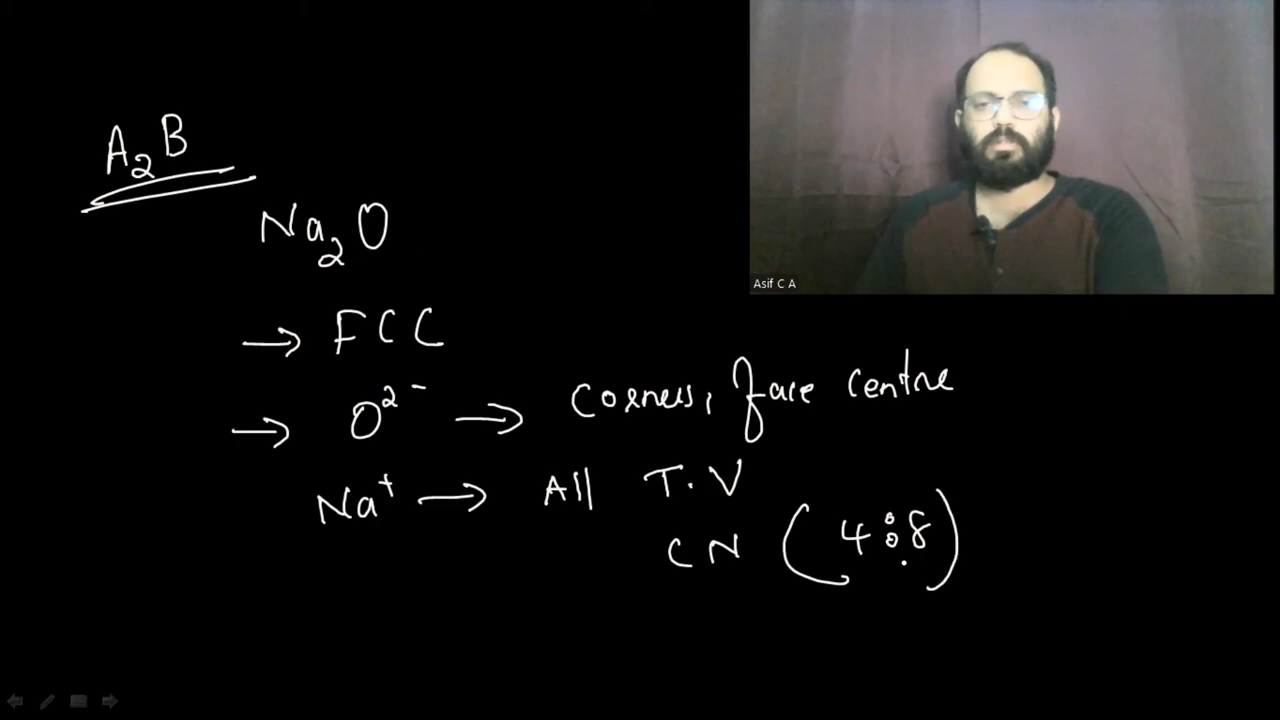 A₂B
Na₂O
→ FCC
→ O²⁻ → Corners, face centre
Na⁺ → All T.V
CN (4:8)
Asif C A